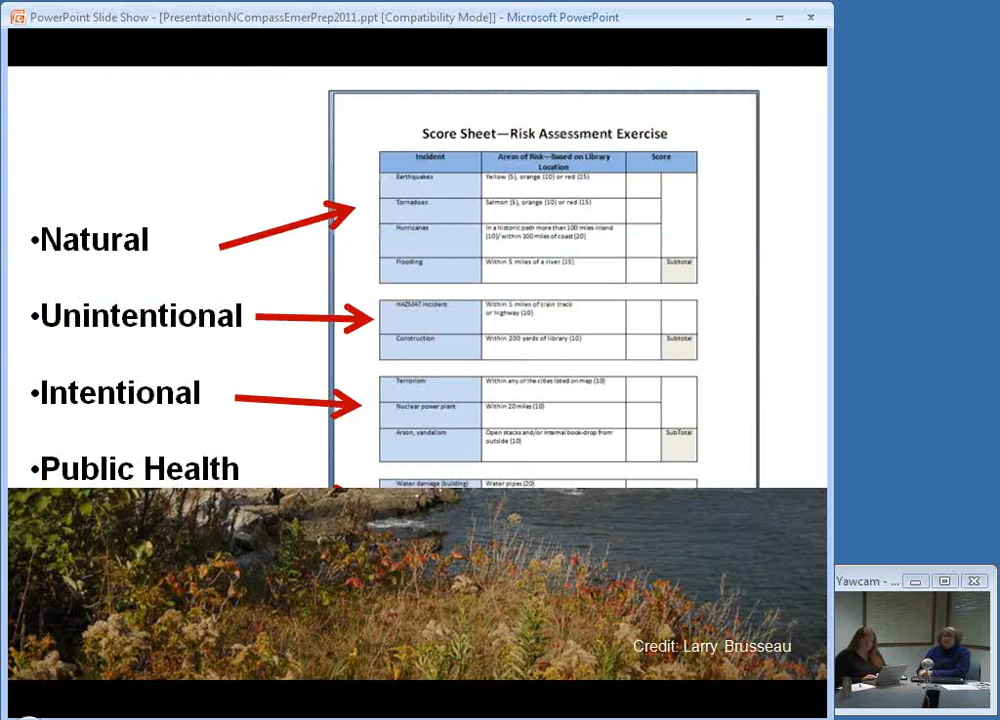 PowerPoint Slide Show - [PresentationNCompassEmerPrep2011.ppt [Compatibility Mode]] - Microsoft PowerPoint
Score Sheet—Risk Assessment Exercise
Incident Areas of Risk—Based on Library Location Score
Earthquakes Yellow (5), orange (10) or red (15)
Tornadoes Salmon (5), orange (10) or red (15)
Hurricanes In a historic path more than 100 miles inland
(10)/ within 100 miles of coast (20)
Flooding Within 5 miles of a river (15) Subtotal
•Natural
HAZMAT incident Within 5 miles of train track
or highway (10)
Construction Within 200 yards of library (10) Subtotal
•Unintentional
Terrorism Within any of the cities listed on map (10)
Nuclear power plant Within 20 miles (10)
Arson, vandalism Open stacks and/or internal book-drop from
outside (10) SubTotal
•Intentional
•Public Health
Water damage (building) Water pipes (20)
Credit: Larry Brusseau
Yawcam - ...